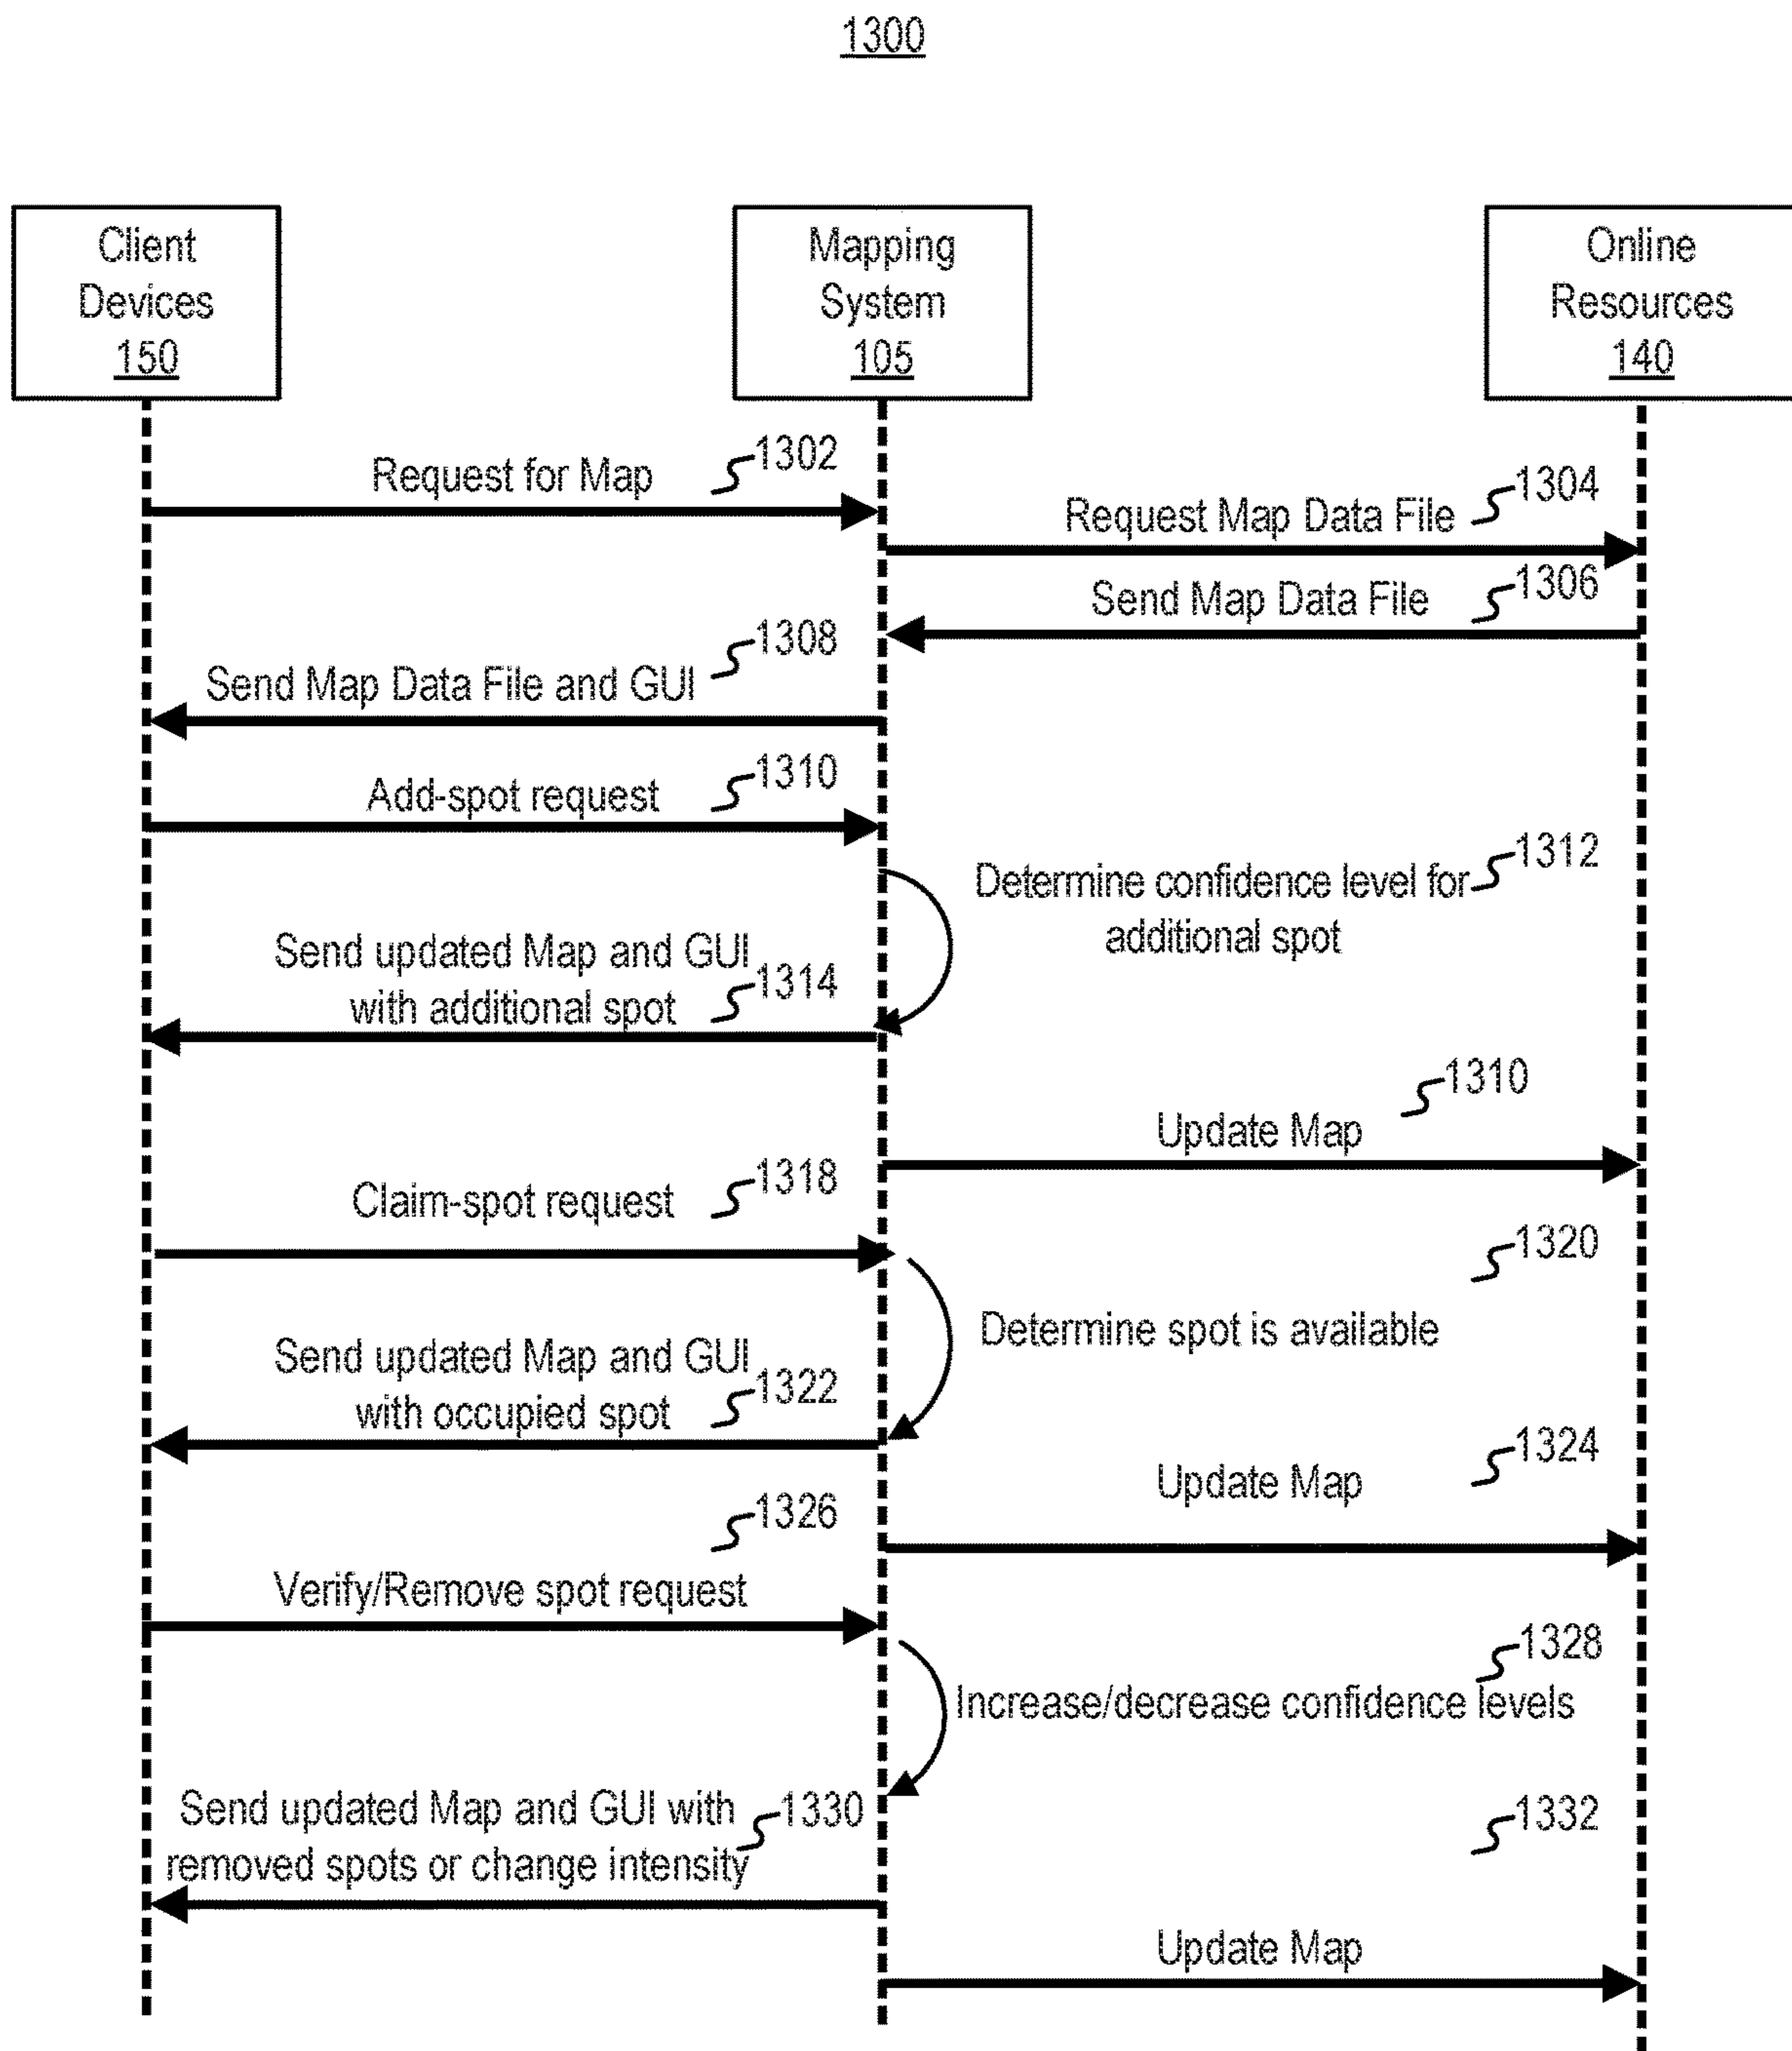 1300
Client
Devices
150
Mapping
System
105
Online
Resources
140
Request for Map
1302
Request Map Data File
1304
Send Map Data File
1306
Send Map Data File and GUI
1308
Add-spot request
1310
Determine confidence level for
additional spot
1312
Send updated Map and GUI
with additional spot
1314
Update Map
1310
Claim-spot request
1318
Determine spot is available
1320
Send updated Map and GUI
with occupied spot
1322
Update Map
1324
Verify/Remove spot request
1326
Increase/decrease confidence levels
1328
Send updated Map and GUI with
removed spots or change intensity
1330
Update Map
1332